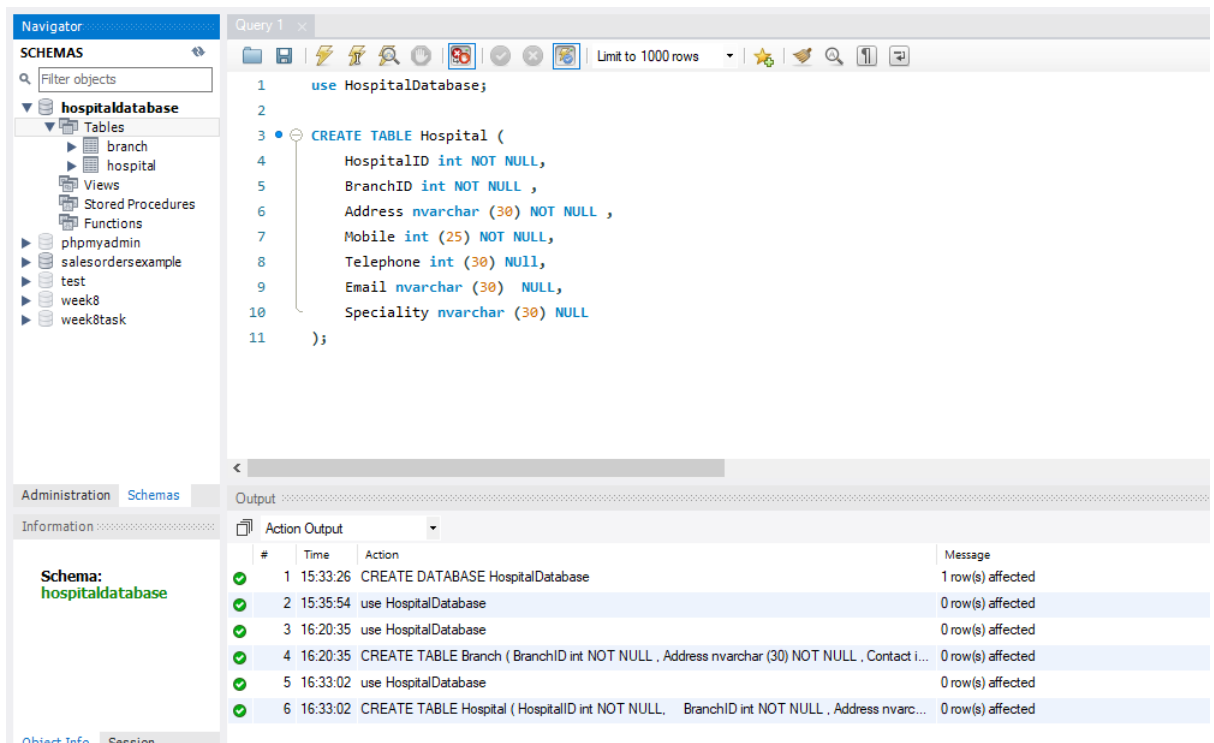 Navigator
SCHEMAS
Filter objects
hospitaldatabase
Tables
branch
hospital
Views
Stored Procedures
Functions
phpmyadmin
salesordersexample
test
week8
week8task
Administration Schemas
Information
Schema:
hospitaldatabase
Object Info Session
Query 1
Limit to 1000 rows
1 use HospitalDatabase;
2
3 CREATE TABLE Hospital (
4 HospitalID int NOT NULL,
5 BranchID int NOT NULL ,
6 Address nvarchar (30) NOT NULL ,
7 Mobile int (25) NOT NULL,
8 Telephone int (30) NUll,
9 Email nvarchar (30)  NULL,
10 Speciality nvarchar (30) NULL
11 );
Output
Action Output
# Time Action Message
1 15:33:26 CREATE DATABASE HospitalDatabase 1 row(s) affected
2 15:35:54 use HospitalDatabase 0 row(s) affected
3 16:20:35 use HospitalDatabase 0 row(s) affected
4 16:20:35 CREATE TABLE Branch ( BranchID int NOT NULL , Address nvarchar (30) NOT NULL , Contact i... 0 row(s) affected
5 16:33:02 use HospitalDatabase 0 row(s) affected
6 16:33:02 CREATE TABLE Hospital ( HospitalID int NOT NULL,     BranchID int NOT NULL , Address nvarc... 0 row(s) affected